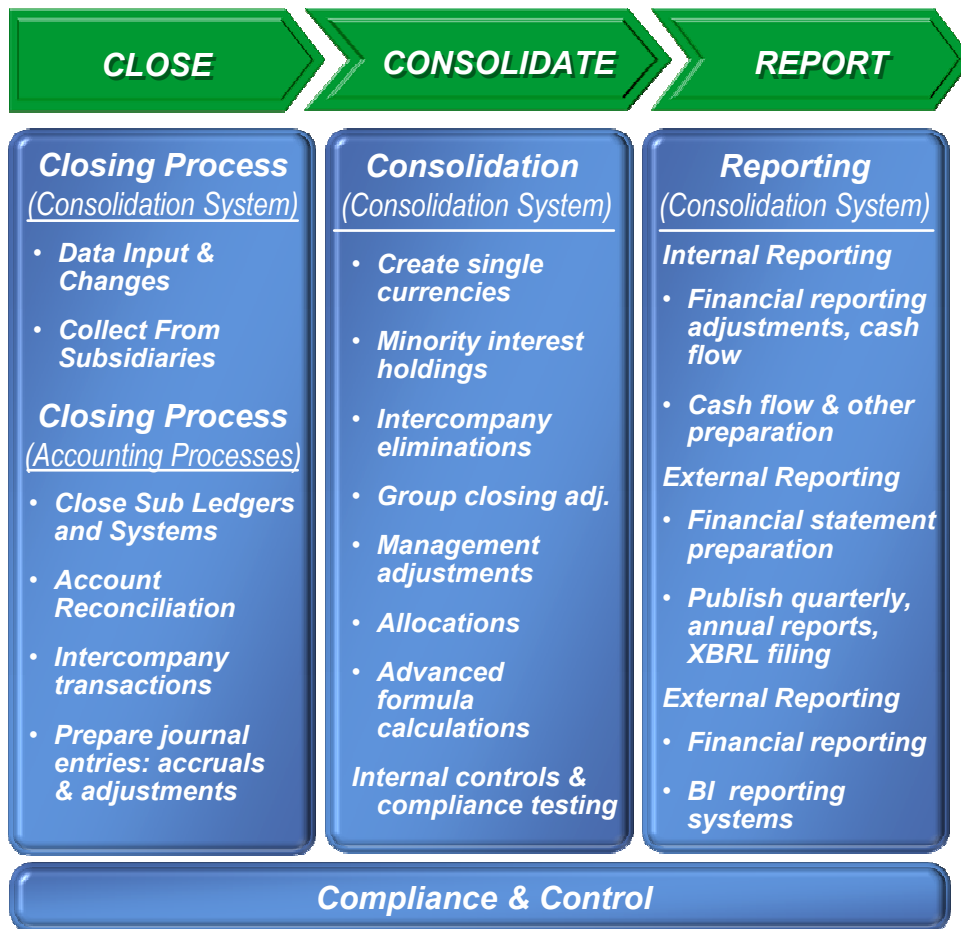 CLOSE
CONSOLIDATE
REPORT
Closing Process
(Consolidation System)
• Data Input &
Changes
• Collect From
Subsidiaries
Closing Process
(Accounting Processes)
• Close Sub Ledgers
and Systems
• Account
Reconciliation
• Intercompany
transactions
• Prepare journal
entries: accruals
& adjustments
Consolidation
(Consolidation System)
• Create single
currencies
• Minority interest
holdings
• Intercompany
eliminations
• Group closing adj.
• Management
adjustments
• Allocations
• Advanced
formula
calculations
Internal controls &
compliance testing
Reporting
(Consolidation System)
Internal Reporting
• Financial reporting
adjustments, cash
flow
• Cash flow & other
preparation
External Reporting
• Financial statement
preparation
• Publish quarterly,
annual reports,
XBRL filing
External Reporting
• Financial reporting
• BI reporting
systems
Compliance & Control